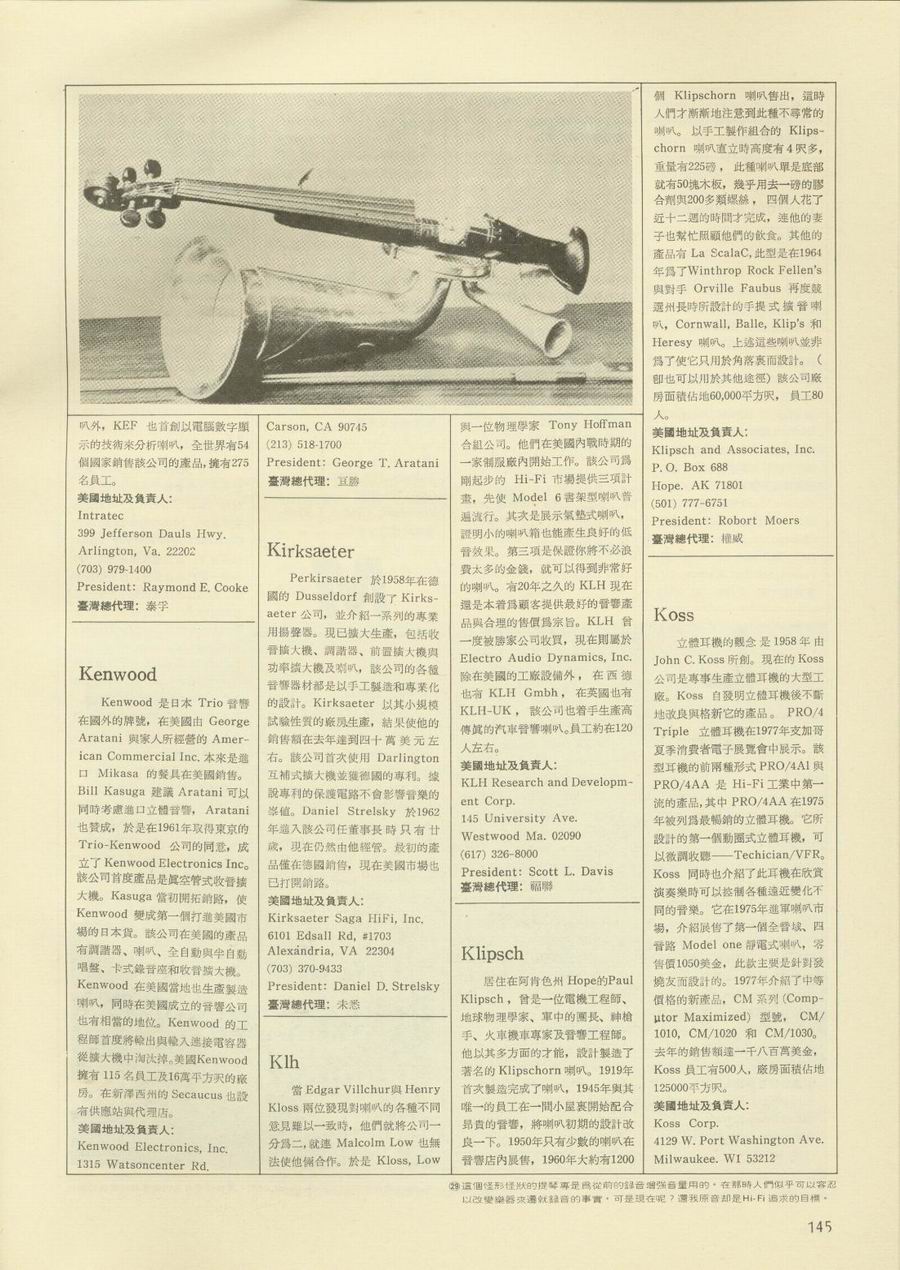 叭外，KEF 也首創以電腦數字顯
示的技術來分析喇叭，全世界有54
個國家銷售該公司的產品，擁有275
名員工。
美國地址及負責人：
Intratec
399 Jefferson Dauls Hwy.
Arlington, Va. 22202
(703) 979-1400
President: Raymond E. Cooke
臺灣總代理：泰孚
Kenwood
Kenwood 是日本 Trio 音響
在國外的牌號，在美國由 George
Aratani 與家人所經營的 Amer-
ican Commercial Inc. 本來是進
口 Mikasa 的餐具在美國銷售。
Bill Kasuga 建議 Aratani 可以
同時考慮進口立體音響，Aratani
也贊成，於是在1961年取得東京的
Trio-Kenwood 公司的同意，成
立了 Kenwood Electronics Inc。
該公司首度產品是眞空管式收音擴
大機。Kasuga 當初開拓銷路，使
Kenwood 變成第一個打進美國市
場的日本貨。該公司在美國的產品
有調諧器、喇叭、全自動與半自動
唱盤、卡式錄音座和收音擴大機。
Kenwood 在美國當地也生產製造
喇叭，同時在美國成立的音響公司
也有相當的地位。Kenwood 的工
程師首度將輸出與輸入連接電容器
從擴大機中淘汰掉。美國Kenwood
擁有 115 名員工及16萬平方呎的廠
房。在新澤西州的 Secaucus 也設
有供應站與代理店。
美國地址及負責人：
Kenwood Electronics, Inc.
1315 Watsoncenter Rd.
Carson, CA 90745
(213) 518-1700
President: George T. Aratani
臺灣總代理：亙勝
Kirksaeter
Perkirsaeter 於1958年在德
國的 Dusseldorf 創設了 Kirks-
aeter 公司，並介紹一系列的專業
用揚聲器。現已擴大生產，包括收
音擴大機、調諧器、前置擴大機與
功率擴大機及喇叭，該公司的各種
音響器材都是以手工製造和專業化
的設計。Kirksaeter 以其小規模
試驗性質的廠房生產，結果使他的
銷售額在去年達到四十萬美元左
右。該公司首次使用 Darlington
互補式擴大機並獲德國的專利。據
說專利的保護電路不會影響音樂的
峯値。Daniel Strelsky 於1962
年進入該公司任董事長時只有廿
歲，現在仍然由他經管。最初的產
品僅在德國銷售，現在美國市場也
已打開銷路。
美國地址及負責人：
Kirksaeter Saga HiFi, Inc.
6101 Edsall Rd, #1703
Alexandria, VA 22304
(703) 370-9433
President: Daniel D. Strelsky
臺灣總代理：未悉
Klh
當 Edgar Villchur與 Henry
Kloss 兩位發現對喇叭的各種不同
意見難以一致時，他們就將公司一
分爲二，就連 Malcolm Low 也無
法使他倆合作。於是 Kloss, Low
與一位物理學家 Tony Hoffman
合組公司。他們在美國內戰時期的
一家制服廠內開始工作。該公司爲
剛起步的 Hi-Fi 市場提供三項計
畫，先使 Model 6 書架型喇叭普
遍流行。其次是展示氣墊式喇叭，
證明小的喇叭箱也能產生良好的低
音效果。第三項是保證你將不必浪
費太多的金錢，就可以得到非常好
的喇叭。有20年之久的 KLH 現在
還是本着爲顧客提供最好的音響產
品與合理的售價爲宗旨。KLH 曾
一度被勝家公司收買，現在則屬於
Electro Audio Dynamics, Inc.
除在美國的工廠設備外，在西德
也有 KLH Gmbh，在英國也有
KLH-UK，該公司也着手生產高
傳眞的汽車音響喇叭。員工約在120
人左右。
美國地址及負責人：
KLH Research and Developm-
ent Corp.
145 University Ave.
Westwood Ma. 02090
(617) 326-8000
President: Scott L. Davis
臺灣總代理：福聯
Klipsch
居住在阿肯色州 Hope的Paul
Klipsch，曾是一位電機工程師、
地球物理學家、軍中的團長、神槍
手、火車機車專家及音響工程師。
他以其多方面的才能，設計製造了
著名的 Klipschorn 喇叭。1919年
首次製造完成了喇叭，1945年與其
唯一的員工在一間小屋裏開始配合
昻貴的音響，將喇叭初期的設計改
良一下。1950年只有少數的喇叭在
音響店內展售，1960年大約有1200
個 Klipschorn 喇叭售出，這時
人們才漸漸地注意到此種不尋常的
喇叭。以手工製作組合的 Klips-
chorn 喇叭直立時高度有 4 呎多，
重量有225磅，此種喇叭單是底部
就有50塊木板，幾乎用去一磅的膠
合劑與200多類螺絲，四個人花了
近十二週的時間才完成，連他的妻
子也幫忙照顧他們的飲食。其他的
產品有 La ScalaC，此型是在1964
年爲了Winthrop Rock Fellen's
與對手 Orville Faubus 再度競
選州長時所設計的手提式擴音喇
叭，Cornwall, Balle, Klip's 和
Heresy 喇叭。上述這些喇叭並非
爲了使它只用於角落裏而設計。（
卽也可以用於其他途徑）該公司廠
房面積佔地60,000平方呎，員工80
人。
美國地址及負責人：
Klipsch and Associates, Inc.
P. O. Box 688
Hope. AK 71801
(501) 777-6751
President: Robort Moers
臺灣總代理：權威
Koss
立體耳機的觀念是 1958 年由
John C. Koss 所創。現在的 Koss
公司是專事生產立體耳機的大型工
廠。Koss 自發明立體耳機後不斷
地改良與格新它的產品。PRO/4
Triple 立體耳機在1977年支加哥
夏季消費者電子展覽會中展示。該
型耳機的前兩種形式 PRO/4Al 與
PRO/4AA 是 Hi-Fi 工業中第一
流的產品，其中 PRO/4AA 在1975
年被列爲最暢銷的立體耳機。它所
設計的第一個動圈式立體耳機，可
以微調收聽——Techician/VFR。
Koss 同時也介紹了此耳機在欣賞
演奏樂時可以控制各種遠近變化不
同的音樂。它在1975年進軍喇叭市
場，介紹展售了第一個全音域、四
音路 Model one 靜電式喇叭，零
售價1050美金，此款主要是針對發
燒友而設計的。1977年介紹了中等
價格的新產品，CM 系列 (Comp-
utor Maximized) 型號，CM/
1010, CM/1020 和 CM/1030。
去年的銷售額達一千八百萬美金，
Koss 員工有500人，廠房面積佔地
125000平方呎。
美國地址及負責人：
Koss Corp.
4129 W. Port Washington Ave.
Milwaukee. WI 53212
㉙這個怪形怪狀的提琴專是爲從前的錄音增強音量用的。在那時人們似乎可以容忍
以改變樂器來遷就錄音的事實，可是現在呢？還我原音却是Hi-Fi 追求的目標。
145